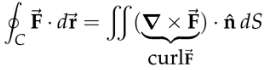 ∮_C F⃗ · dr⃗ = ∬ (∇ × F⃗) · n̂ dS
curlF⃗